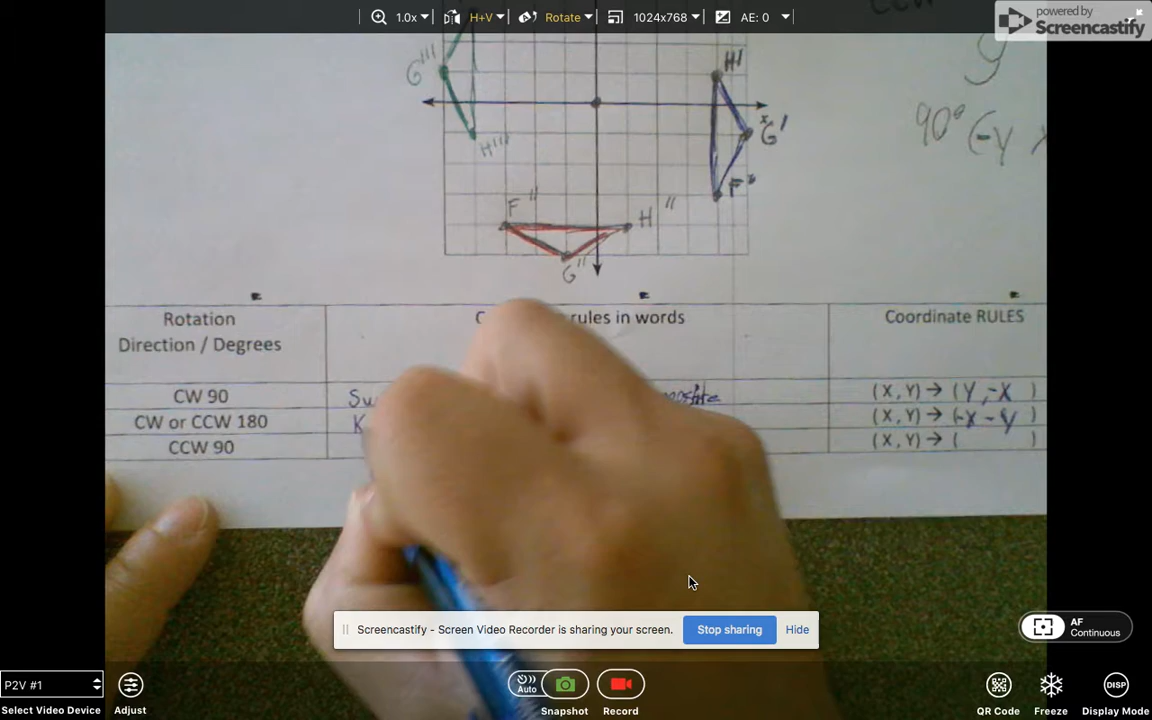 1.0x H+V Rotate 1024x768 AE: 0
powered by
Screencastify
G'''
H'''
H'
x
G'
F'
90° (-y
F''
H''
G''
Rotation
Direction / Degrees
rules in words
Coordinate RULES
CW 90
(X, Y) → (Y, -X )
CW or CCW 180
K
(X, Y) → (-X - Y )
CCW 90
(X, Y) → ( )
Screencastify - Screen Video Recorder is sharing your screen. Stop sharing Hide
AF
Continuous
P2V #1
Select Video Device
Adjust
Auto
Snapshot
Record
QR Code
Freeze
DISP
Display Mode